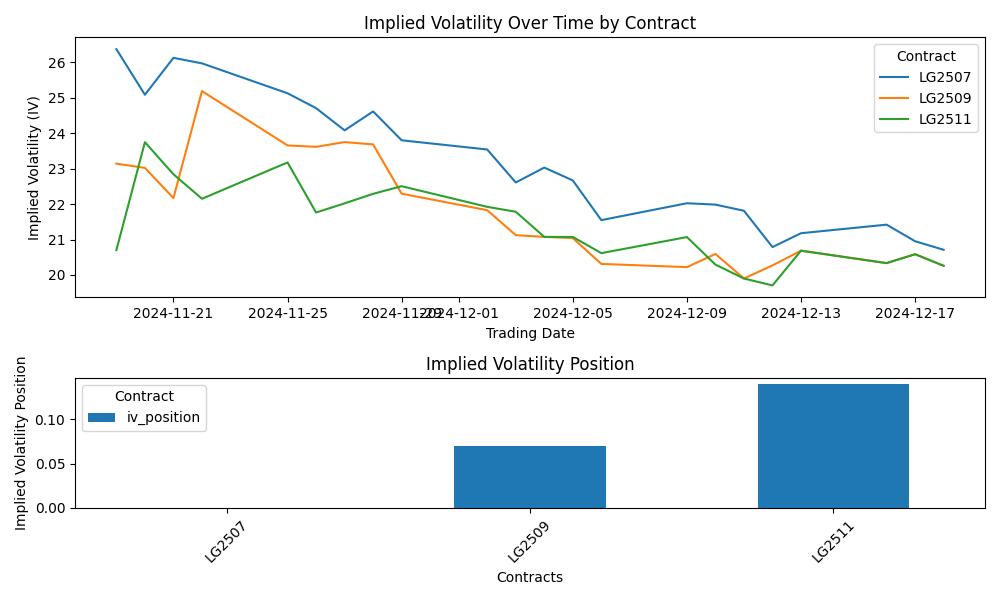 Implied Volatility Over Time by Contract
Implied Volatility (IV)
26
25
24
23
22
21
20
Contract
LG2507
LG2509
LG2511
2024-11-21 2024-11-25 2024-11-29 2024-12-01 2024-12-05 2024-12-09 2024-12-13 2024-12-17
Trading Date
Implied Volatility Position
Implied Volatility Position
0.10
0.05
0.00
Contract
iv_position
LG2507 LG2509 LG2511
Contracts